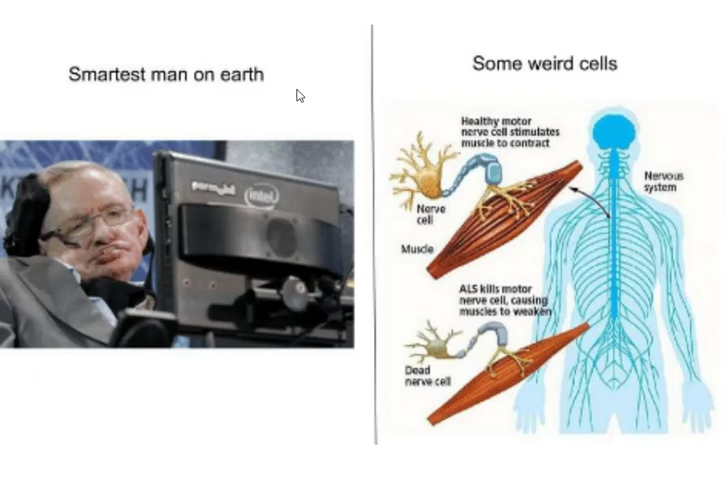 Smartest man on earth
intel
Some weird cells
Healthy motor
nerve cell stimulates
muscle to contract
Nervous
system
Nerve
cell
Muscle
ALS kills motor
nerve cell, causing
muscles to weaken
Dead
nerve cell